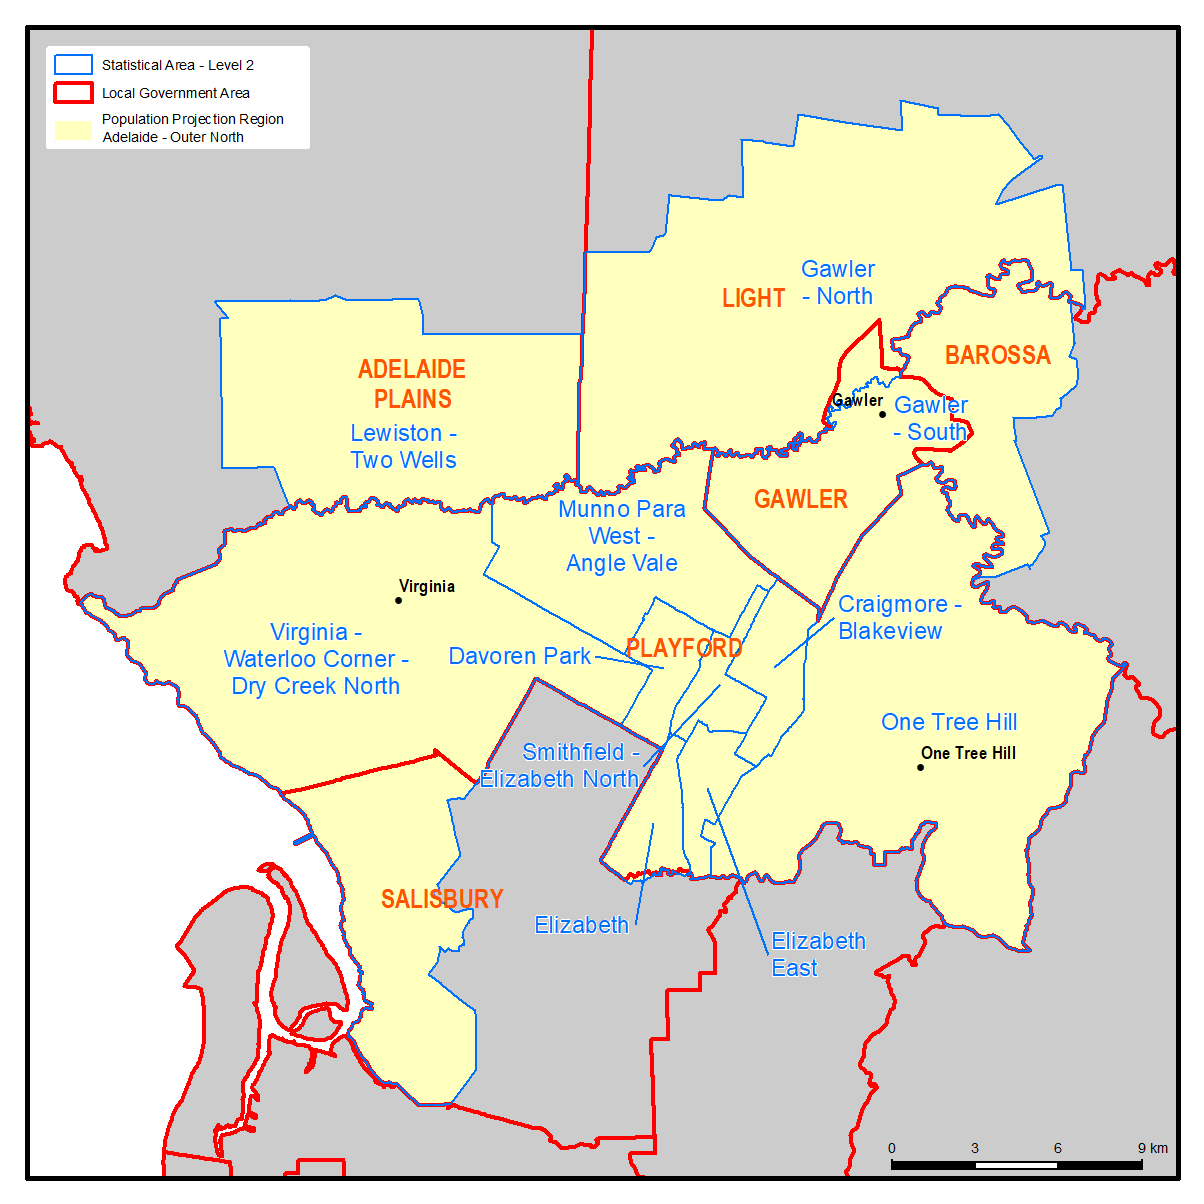 Statistical Area - Level 2
Local Government Area
Population Projection Region
Adelaide - Outer North
Gawler
- North
LIGHT
BAROSSA
ADELAIDE
PLAINS
Gawler
Gawler
- South
Lewiston -
Two Wells
GAWLER
Munno Para
West -
Angle Vale
Virginia
Craigmore -
Blakeview
Virginia -
Waterloo Corner -
Dry Creek North
PLAYFORD
Davoren Park
One Tree Hill
One Tree Hill
Smithfield -
Elizabeth North
SALISBURY
Elizabeth
Elizabeth
East
0 3 6 9 km